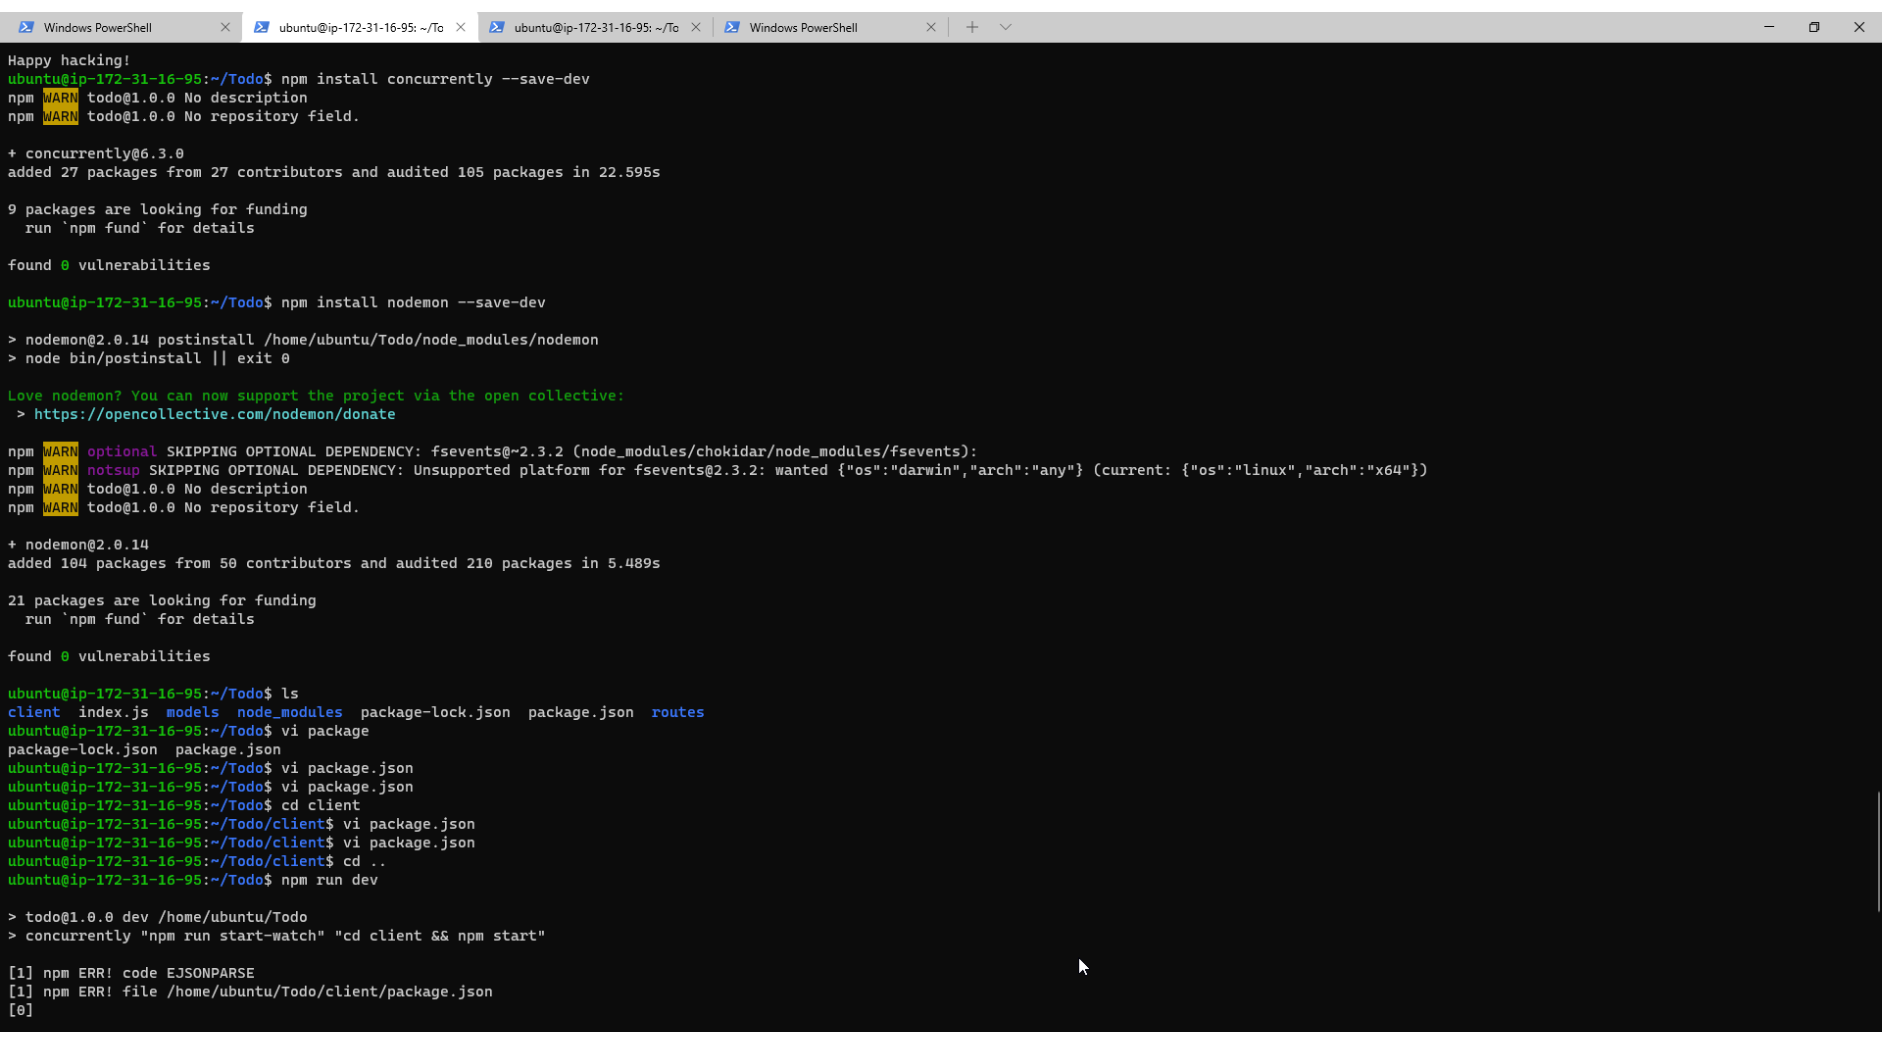 Windows PowerShell
ubuntu@ip-172-31-16-95: ~/To
ubuntu@ip-172-31-16-95: ~/To
Windows PowerShell
Happy hacking!
ubuntu@ip-172-31-16-95:~/Todo$ npm install concurrently --save-dev
npm WARN todo@1.0.0 No description
npm WARN todo@1.0.0 No repository field.
+ concurrently@6.3.0
added 27 packages from 27 contributors and audited 105 packages in 22.595s
9 packages are looking for funding
  run `npm fund` for details
found 0 vulnerabilities
ubuntu@ip-172-31-16-95:~/Todo$ npm install nodemon --save-dev
> nodemon@2.0.14 postinstall /home/ubuntu/Todo/node_modules/nodemon
> node bin/postinstall || exit 0
Love nodemon? You can now support the project via the open collective:
 > https://opencollective.com/nodemon/donate
npm WARN optional SKIPPING OPTIONAL DEPENDENCY: fsevents@~2.3.2 (node_modules/chokidar/node_modules/fsevents):
npm WARN notsup SKIPPING OPTIONAL DEPENDENCY: Unsupported platform for fsevents@2.3.2: wanted {"os":"darwin","arch":"any"} (current: {"os":"linux","arch":"x64"})
npm WARN todo@1.0.0 No description
npm WARN todo@1.0.0 No repository field.
+ nodemon@2.0.14
added 104 packages from 50 contributors and audited 210 packages in 5.489s
21 packages are looking for funding
  run `npm fund` for details
found 0 vulnerabilities
ubuntu@ip-172-31-16-95:~/Todo$ ls
client  index.js  models  node_modules  package-lock.json  package.json  routes
ubuntu@ip-172-31-16-95:~/Todo$ vi package
package-lock.json  package.json
ubuntu@ip-172-31-16-95:~/Todo$ vi package.json
ubuntu@ip-172-31-16-95:~/Todo$ vi package.json
ubuntu@ip-172-31-16-95:~/Todo$ cd client
ubuntu@ip-172-31-16-95:~/Todo/client$ vi package.json
ubuntu@ip-172-31-16-95:~/Todo/client$ vi package.json
ubuntu@ip-172-31-16-95:~/Todo/client$ cd ..
ubuntu@ip-172-31-16-95:~/Todo$ npm run dev
> todo@1.0.0 dev /home/ubuntu/Todo
> concurrently "npm run start-watch" "cd client && npm start"
[1] npm ERR! code EJSONPARSE
[1] npm ERR! file /home/ubuntu/Todo/client/package.json
[0]